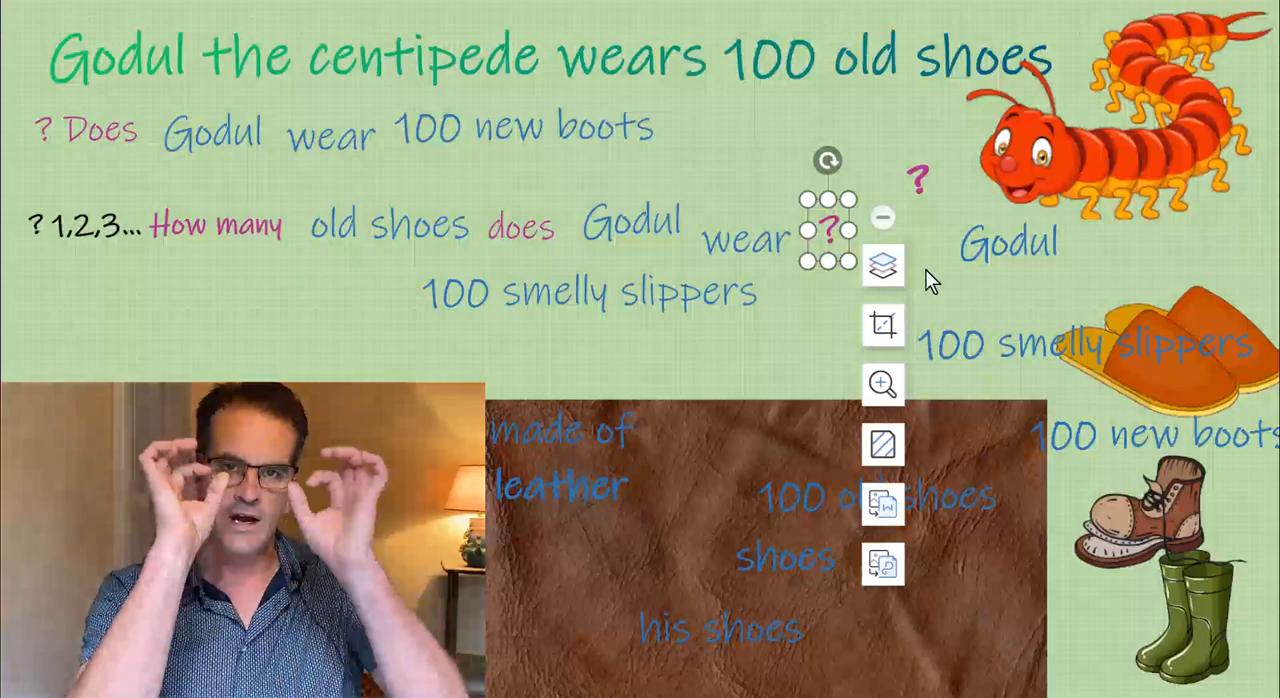 Godul the centipede wears 100 old shoes
? Does Godul wear 100 new boots
?
? 1,2,3... How many old shoes does Godul wear ?
Godul
100 smelly slippers
100 smelly slippers
made of
leather
100 new boots
100 old shoes
shoes
his shoes